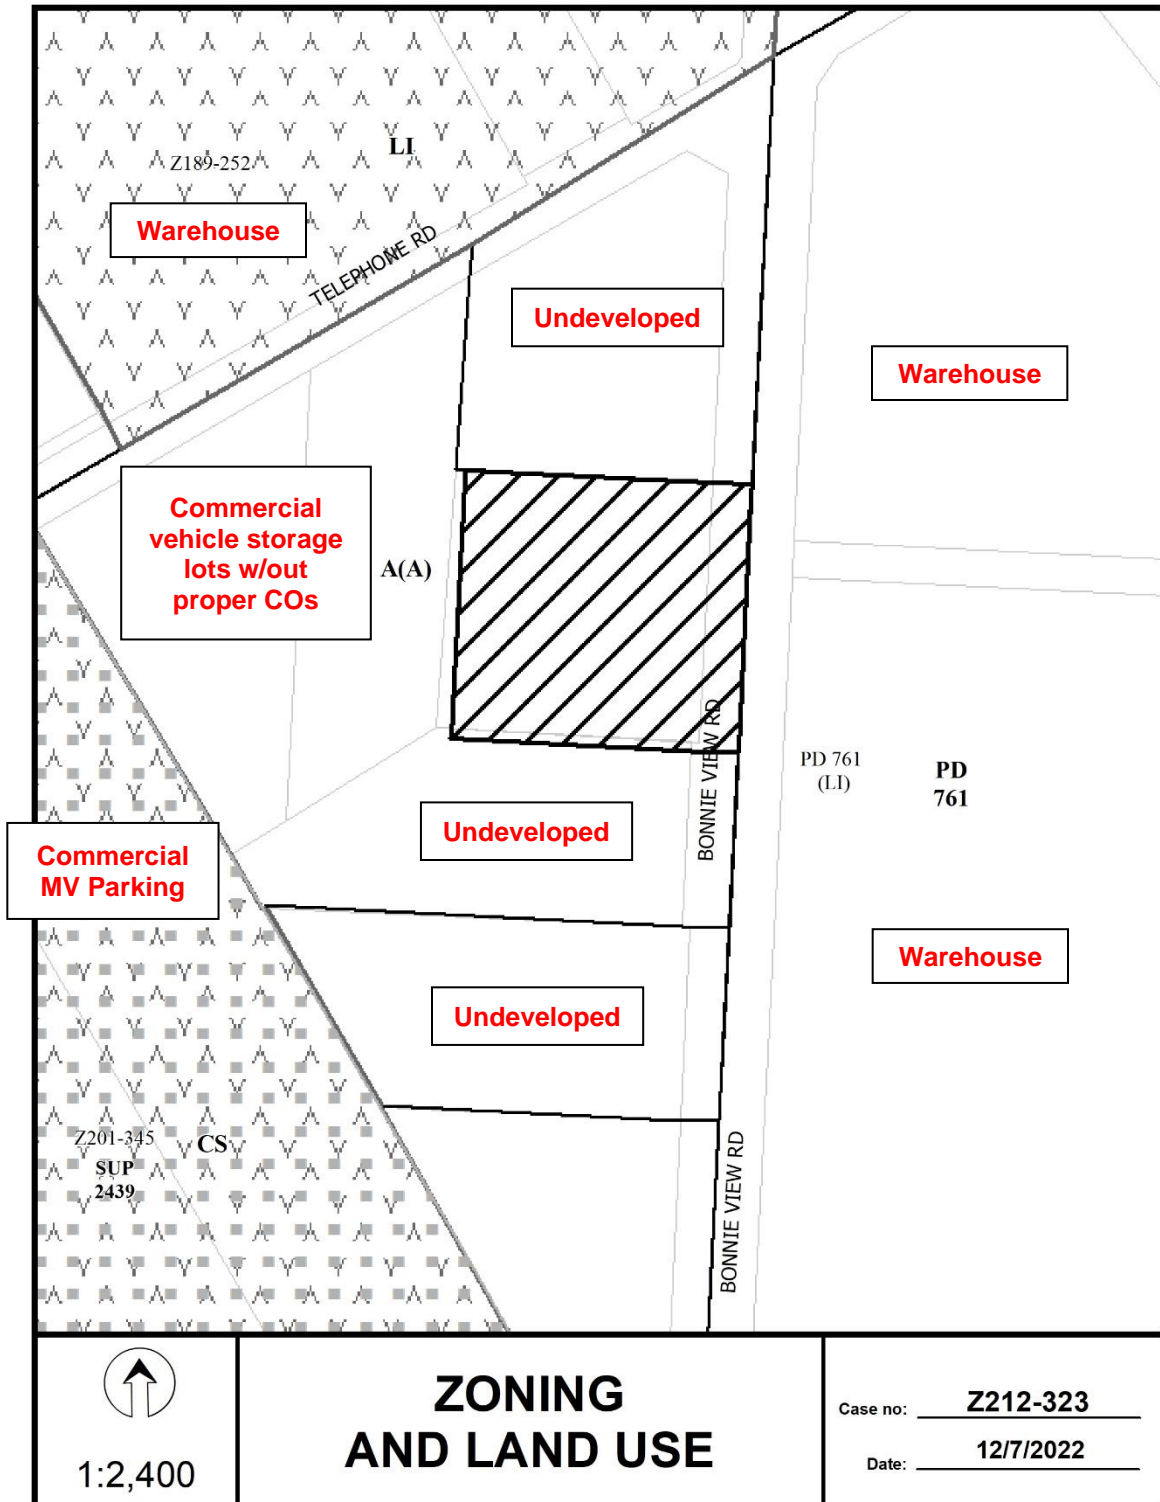 LI
Z189-252
Warehouse
TELEPHONE RD
Undeveloped
Warehouse
Commercial
vehicle storage
lots w/out
proper COs
A(A)
BONNIE VIEW RD
PD 761
(LI)
PD
761
Undeveloped
Commercial
MV Parking
Warehouse
Undeveloped
Z201-345
CS
SUP
2439
BONNIE VIEW RD
1:2,400
ZONING
AND LAND USE
Case no: Z212-323
Date: 12/7/2022